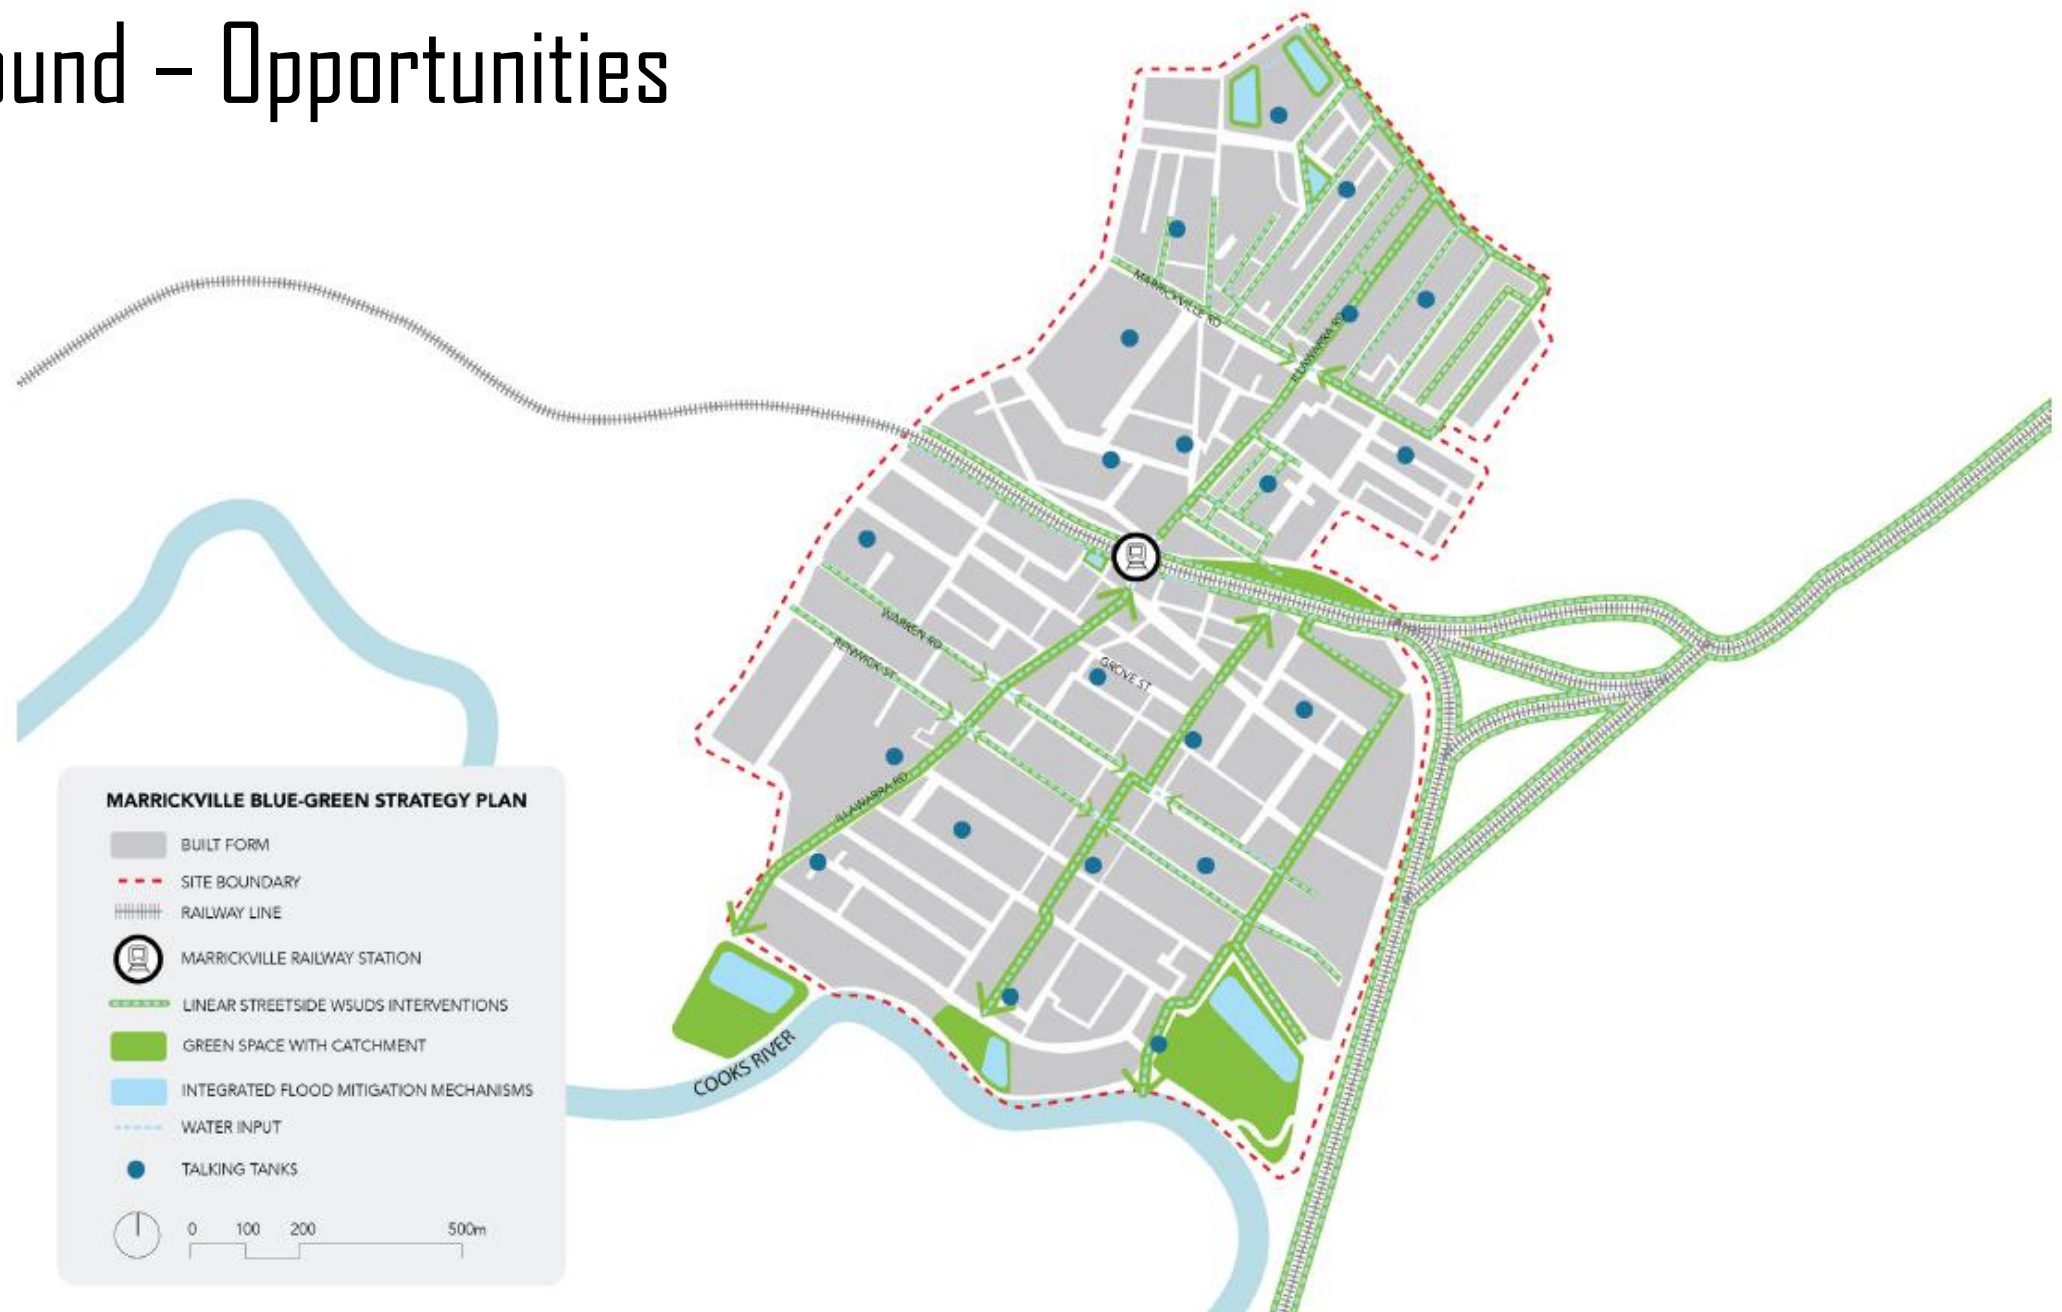 ound – Opportunities
MARRICKVILLE RD
ILLAWARRA RD
WARREN RD
RENWICK ST
GROVE ST
ILLAWARRA RD
COOKS RIVER
MARRICKVILLE BLUE-GREEN STRATEGY PLAN
BUILT FORM
SITE BOUNDARY
RAILWAY LINE
MARRICKVILLE RAILWAY STATION
LINEAR STREETSIDE WSUDS INTERVENTIONS
GREEN SPACE WITH CATCHMENT
INTEGRATED FLOOD MITIGATION MECHANISMS
WATER INPUT
TALKING TANKS
0 100 200 500m